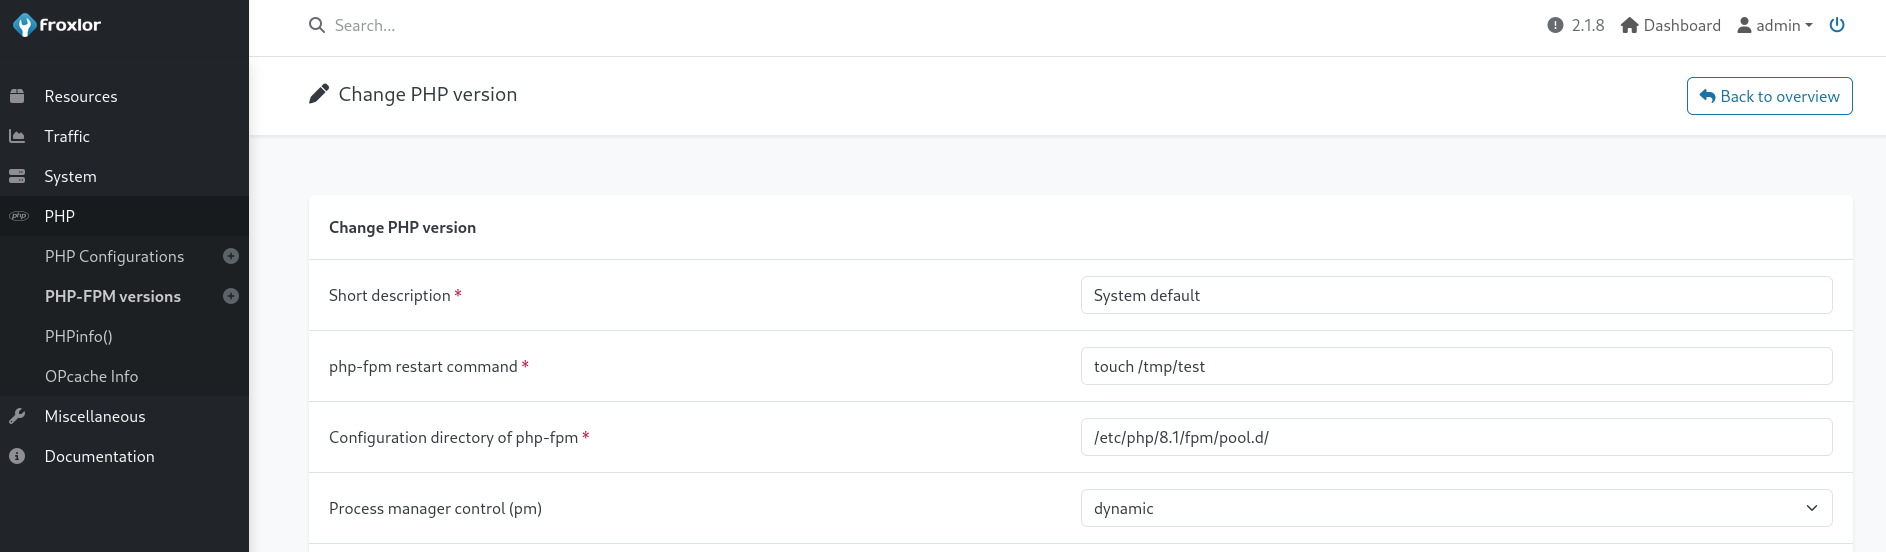 froxlor
Search...
2.1.8 Dashboard admin
Change PHP version
Back to overview
Resources
Traffic
System
php PHP
PHP Configurations
PHP-FPM versions
PHPinfo()
OPcache Info
Miscellaneous
Documentation
Change PHP version
Short description * System default
php-fpm restart command * touch /tmp/test
Configuration directory of php-fpm * /etc/php/8.1/fpm/pool.d/
Process manager control (pm) dynamic